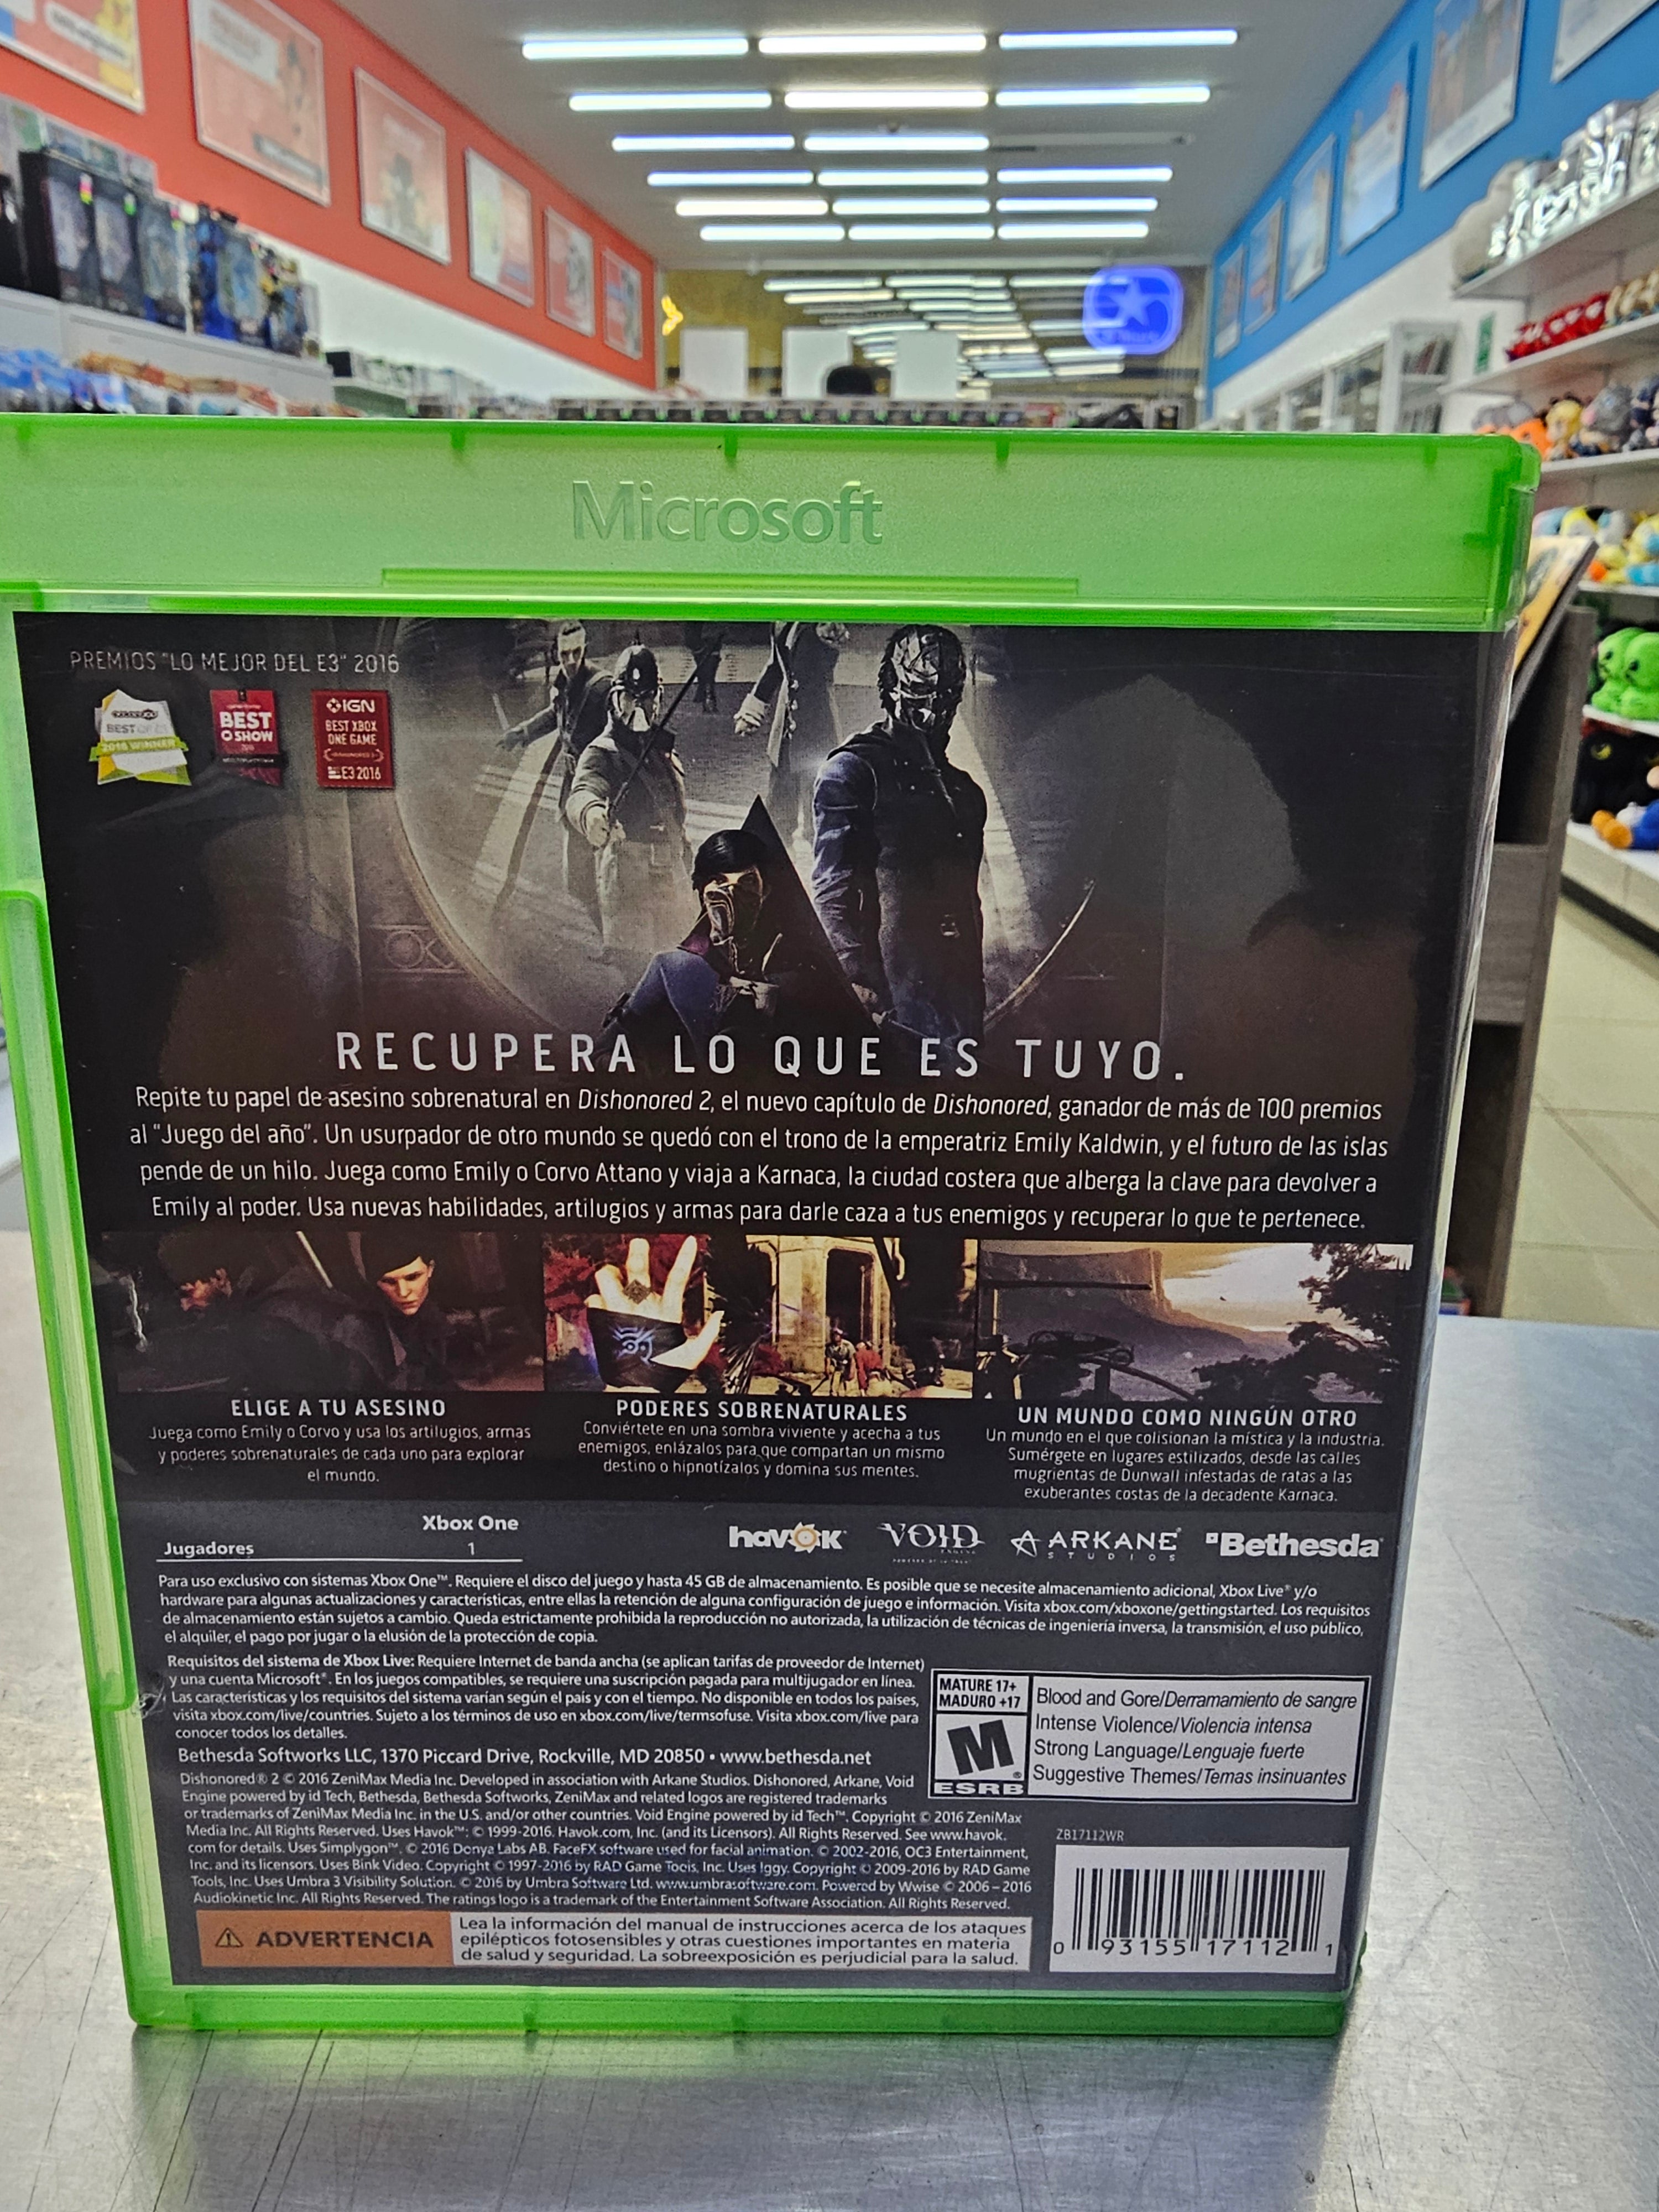 Microsoft
PREMIOS "LO MEJOR DEL E3" 2016
BEST OF E3
2016 WINNER
BEST
O SHOW
IGN
BEST XBOX
ONE GAME
E3 2016
RECUPERA LO QUE ES TUYO.
Repite tu papel de asesino sobrenatural en Dishonored 2, el nuevo capítulo de Dishonored, ganador de más de 100 premios
al "Juego del año". Un usurpador de otro mundo se quedó con el trono de la emperatriz Emily Kaldwin, y el futuro de las islas
pende de un hilo. Juega como Emily o Corvo Attano y viaja a Karnaca, la ciudad costera que alberga la clave para devolver a
Emily al poder. Usa nuevas habilidades, artilugios y armas para darle caza a tus enemigos y recuperar lo que te pertenece.
ELIGE A TU ASESINO
Juega como Emily o Corvo y usa los artilugios, armas
y poderes sobrenaturales de cada uno para explorar
el mundo.
PODERES SOBRENATURALES
Conviértete en una sombra viviente y acecha a tus
enemigos, enlázalos para que compartan un mismo
destino o hipnotízalos y domina sus mentes.
UN MUNDO COMO NINGÚN OTRO
Un mundo en el que colisionan la mística y la industria.
Sumérgete en lugares estilizados, desde las calles
mugrientas de Dunwall infestadas de ratas a las
exuberantes costas de la decadente Karnaca.
Xbox One
Jugadores 1
havok VOID ARKANE STUDIOS Bethesda
Para uso exclusivo con sistemas Xbox One™. Requiere el disco del juego y hasta 45 GB de almacenamiento. Es posible que se necesite almacenamiento adicional, Xbox Live® y/o
hardware para algunas actualizaciones y características, entre ellas la retención de alguna configuración de juego e información. Visita xbox.com/xboxone/gettingstarted. Los requisitos
de almacenamiento están sujetos a cambio. Queda estrictamente prohibida la reproducción no autorizada, la utilización de técnicas de ingeniería inversa, la transmisión, el uso público,
el alquiler, el pago por jugar o la elusión de la protección de copia.
Requisitos del sistema de Xbox Live: Requiere Internet de banda ancha (se aplican tarifas de proveedor de Internet)
y una cuenta Microsoft®. En los juegos compatibles, se requiere una suscripción pagada para multijugador en línea.
Las características y los requisitos del sistema varían según el país y con el tiempo. No disponible en todos los países,
visita xbox.com/live/countries. Sujeto a los términos de uso en xbox.com/live/termsofuse. Visita xbox.com/live para
conocer todos los detalles.
Bethesda Softworks LLC, 1370 Piccard Drive, Rockville, MD 20850 • www.bethesda.net
Dishonored® 2 © 2016 ZeniMax Media Inc. Developed in association with Arkane Studios. Dishonored, Arkane, Void
Engine powered by id Tech, Bethesda, Bethesda Softworks, ZeniMax and related logos are registered trademarks
or trademarks of ZeniMax Media Inc. in the U.S. and/or other countries. Void Engine powered by id Tech™. Copyright © 2016 ZeniMax
Media Inc. All Rights Reserved. Uses Havok™: © 1999-2016. Havok.com, Inc. (and its Licensors). All Rights Reserved. See www.havok.
com for details. Uses Simplygon™. © 2016 Donya Labs AB. FaceFX software used for facial animation. © 2002-2016, OC3 Entertainment,
Inc. and its licensors. Uses Bink Video. Copyright © 1997-2016 by RAD Game Tools, Inc. Uses Iggy. Copyright © 2009-2016 by RAD Game
Tools, Inc. Uses Umbra 3 Visibility Solution. © 2016 by Umbra Software Ltd. www.umbrasoftware.com. Powered by Wwise © 2006 – 2016
Audiokinetic Inc. All Rights Reserved. The ratings logo is a trademark of the Entertainment Software Association. All Rights Reserved.
MATURE 17+
MADURO +17
M
ESRB
Blood and Gore/Derramamiento de sangre
Intense Violence/Violencia intensa
Strong Language/Lenguaje fuerte
Suggestive Themes/Temas insinuantes
ZB17112WR
0 93155 17112 1
ADVERTENCIA
Lea la información del manual de instrucciones acerca de los ataques
epilépticos fotosensibles y otras cuestiones importantes en materia
de salud y seguridad. La sobreexposición es perjudicial para la salud.